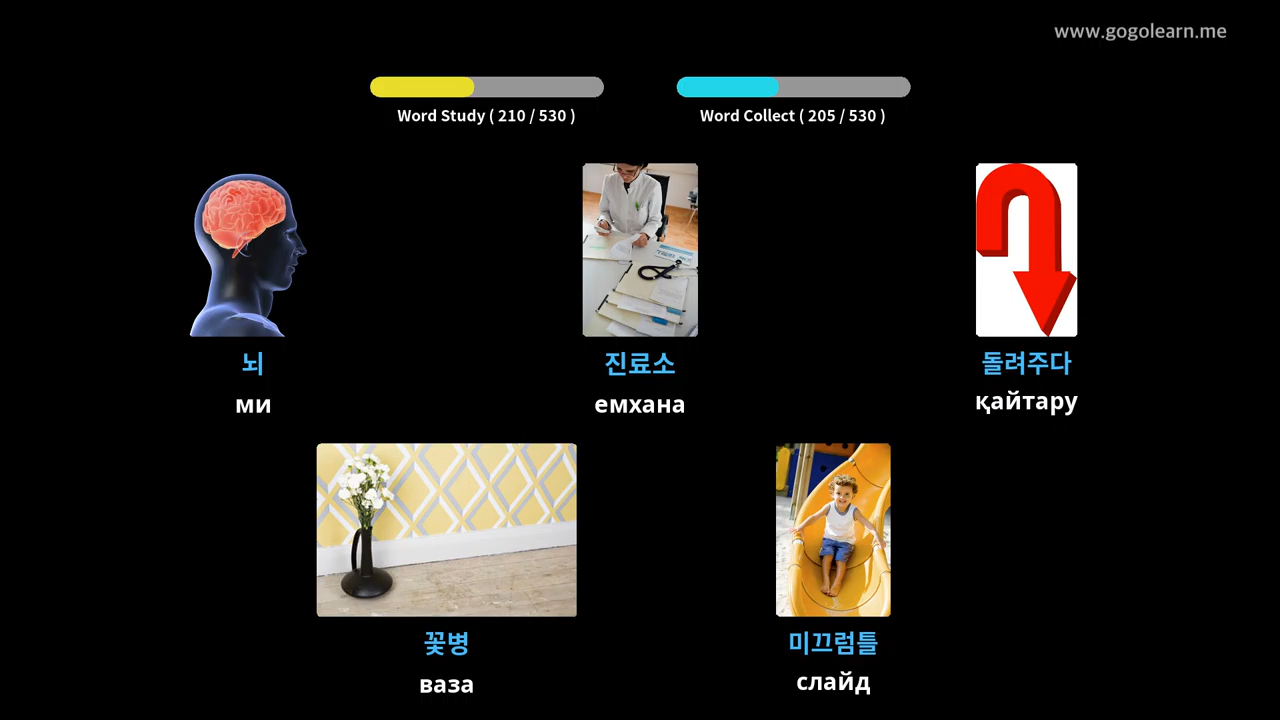 www.gogolearn.me
Word Study ( 210 / 530 )
Word Collect ( 205 / 530 )
뇌
ми
진료소
емхана
돌려주다
қайтару
꽃병
ваза
미끄럼틀
слайд